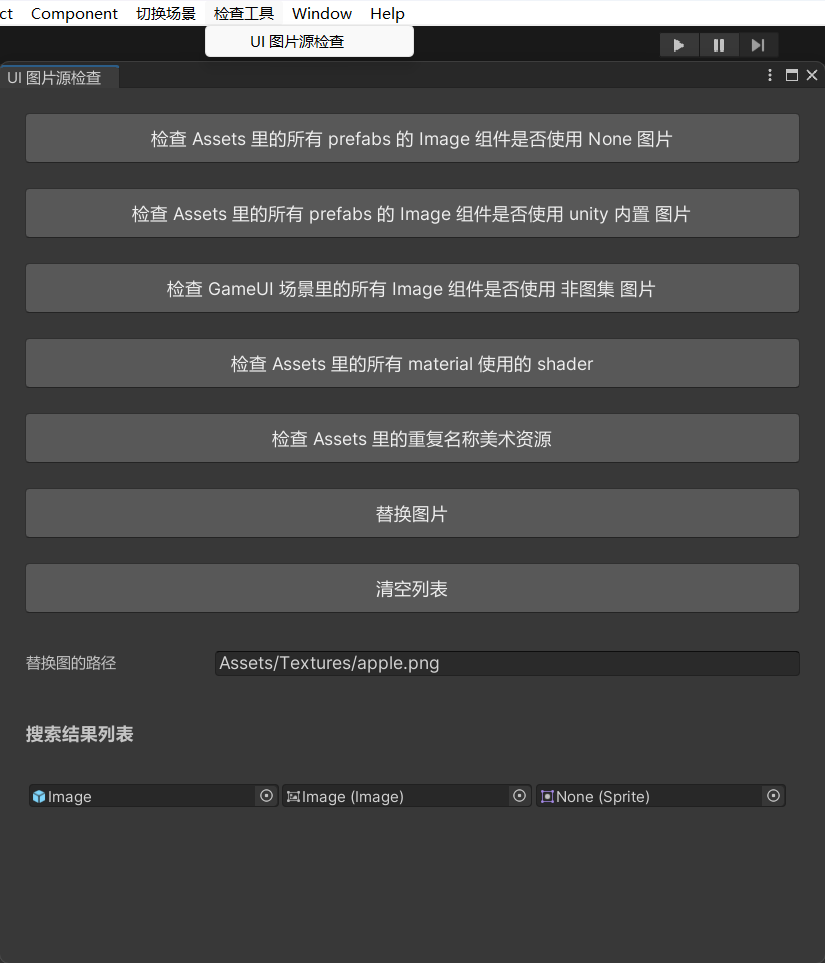 ct Component 切换场景 检查工具 Window Help
UI 图片源检查
UI 图片源检查
检查 Assets 里的所有 prefabs 的 Image 组件是否使用 None 图片
检查 Assets 里的所有 prefabs 的 Image 组件是否使用 unity 内置 图片
检查 GameUI 场景里的所有 Image 组件是否使用 非图集 图片
检查 Assets 里的所有 material 使用的 shader
检查 Assets 里的重复名称美术资源
替换图片
清空列表
替换图的路径 Assets/Textures/apple.png
搜索结果列表
Image Image (Image) None (Sprite)